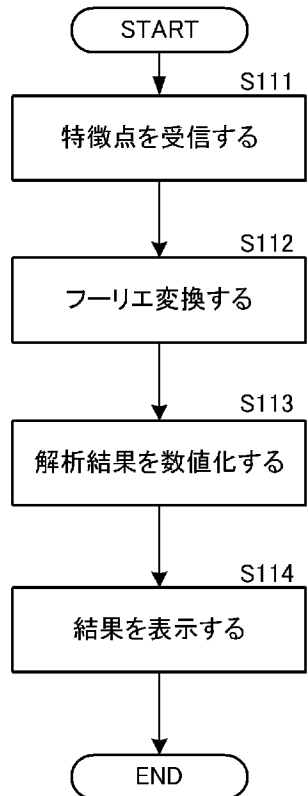 START
S111
特徴点を受信する
S112
フーリエ変換する
S113
解析結果を数値化する
S114
結果を表示する
END